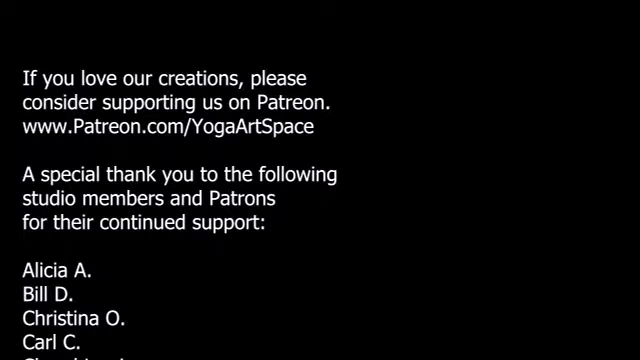 If you love our creations, please
consider supporting us on Patreon.
www.Patreon.com/YogaArtSpace
A special thank you to the following
studio members and Patrons
for their continued support:
Alicia A.
Bill D.
Christina O.
Carl C.